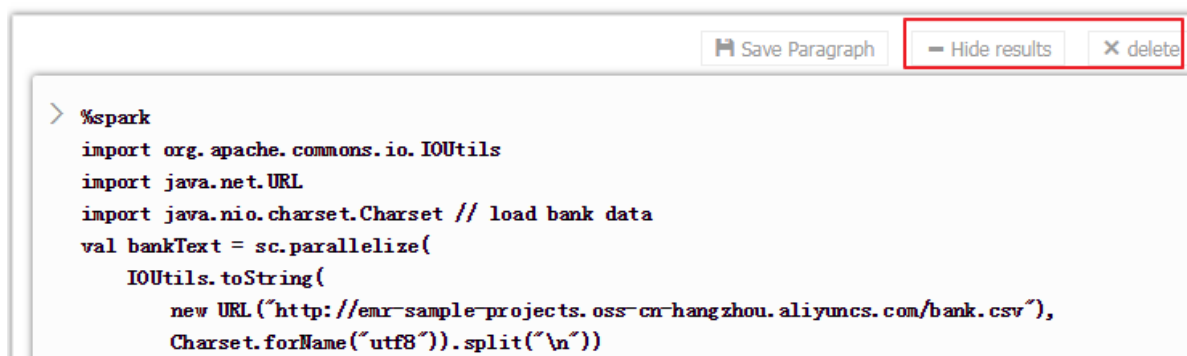 Save Paragraph Hide results delete
%spark
import org.apache.commons.io.IOUtils
import java.net.URL
import java.nio.charset.Charset // load bank data
val bankText = sc.parallelize(
IOUtils.toString(
new URL("http://emr-sample-projects.oss-cn-hangzhou.aliyuncs.com/bank.csv"),
Charset.forName("utf8")).split("\n"))